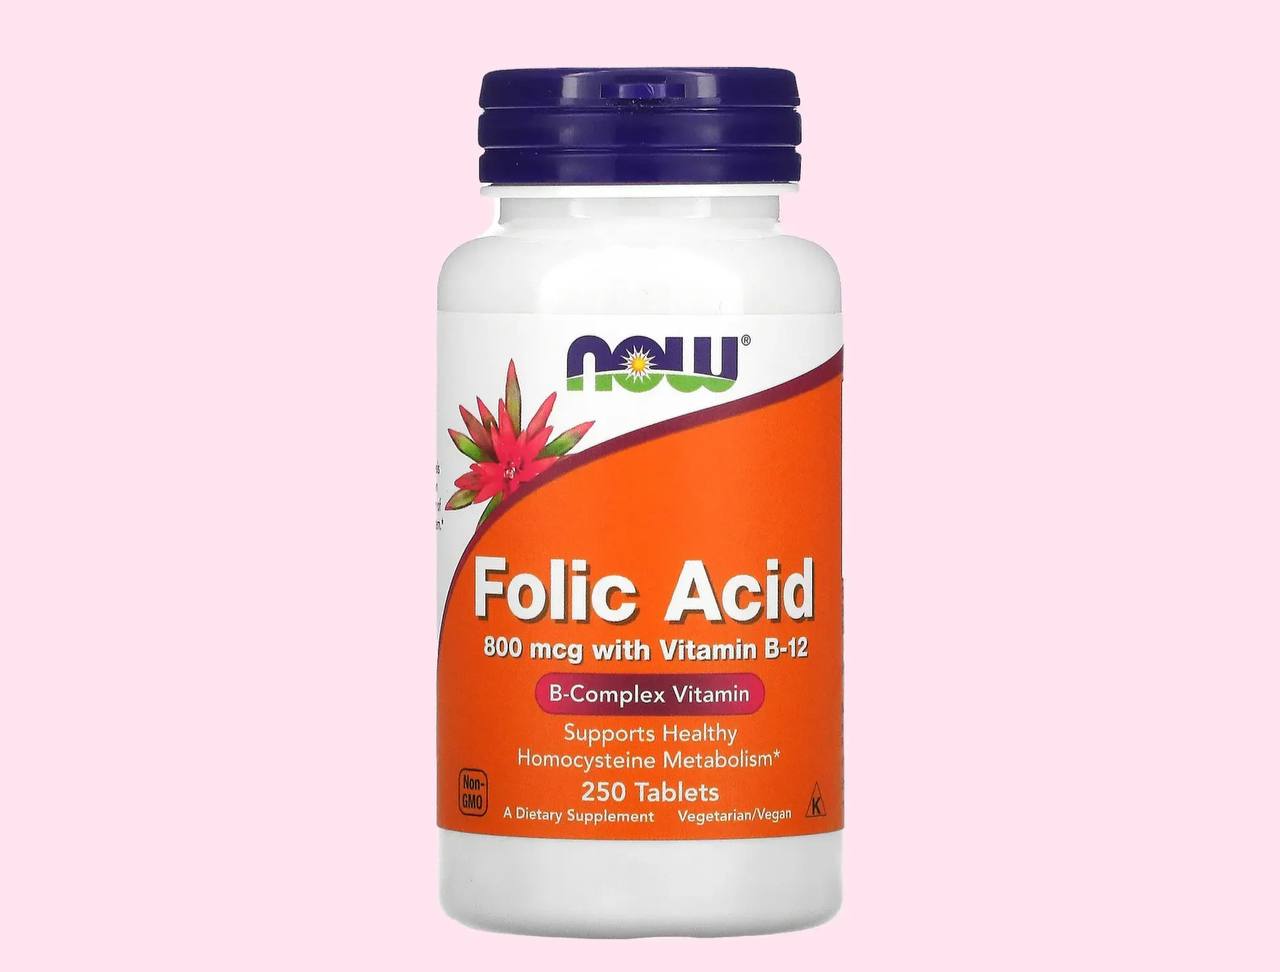 now®
Folic Acid
800 mcg with Vitamin B-12
B-Complex Vitamin
Supports Healthy
Homocysteine Metabolism*
250 Tablets
Non-
GMO
A Dietary Supplement Vegetarian/Vegan
K